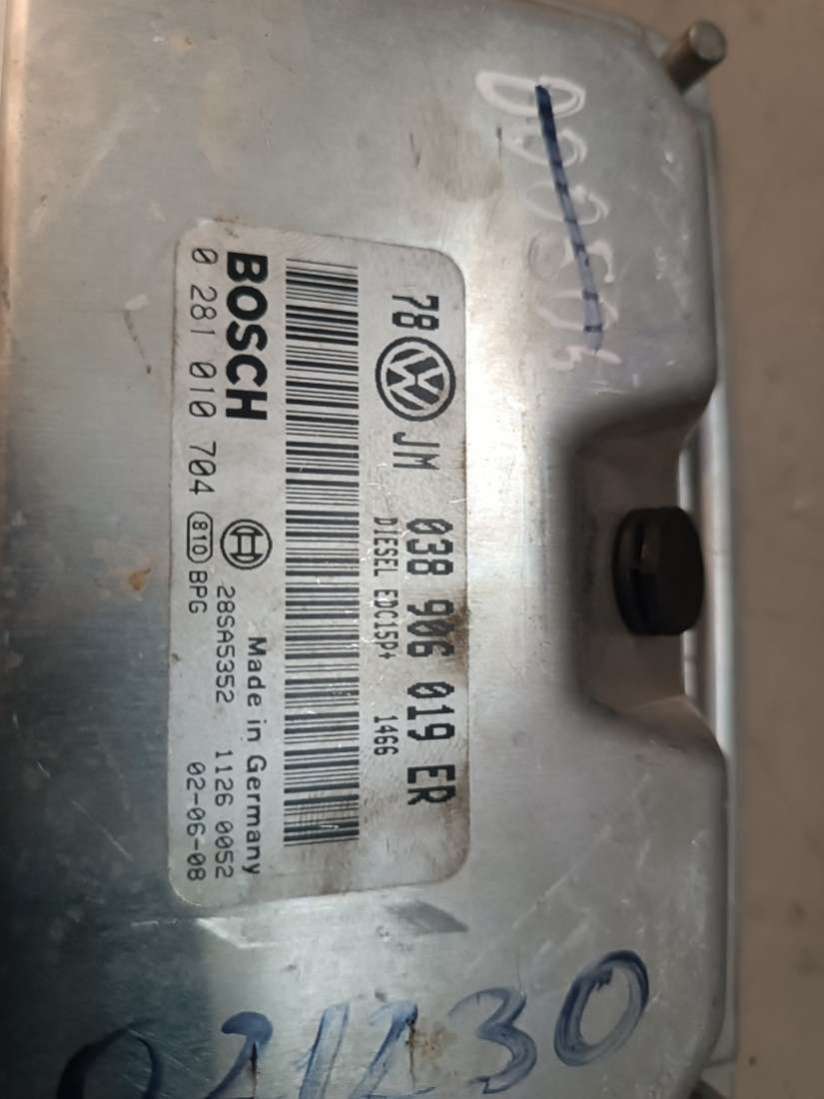 78 JM 038 906 019 ER
DIESEL EDC15P+ 1466
BOSCH
Made in Germany
28SA5352 1126 0052
0 281 010 704 810 BPG 02-06-08